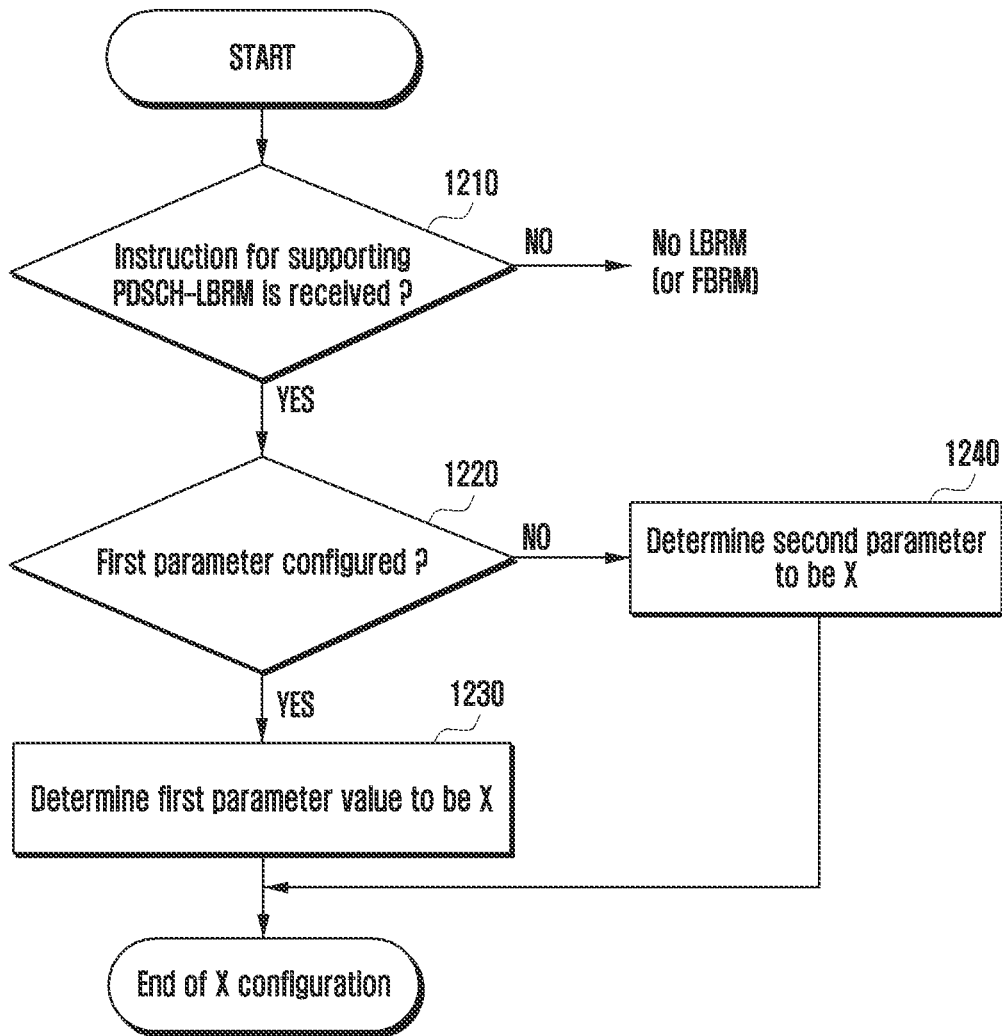 START
1210
Instruction for supporting
PDSCH-LBRM is received ?
NO
No LBRM
(or FBRM)
YES
1220
First parameter configured ?
NO
1240
Determine second parameter
to be X
YES
1230
Determine first parameter value to be X
End of X configuration